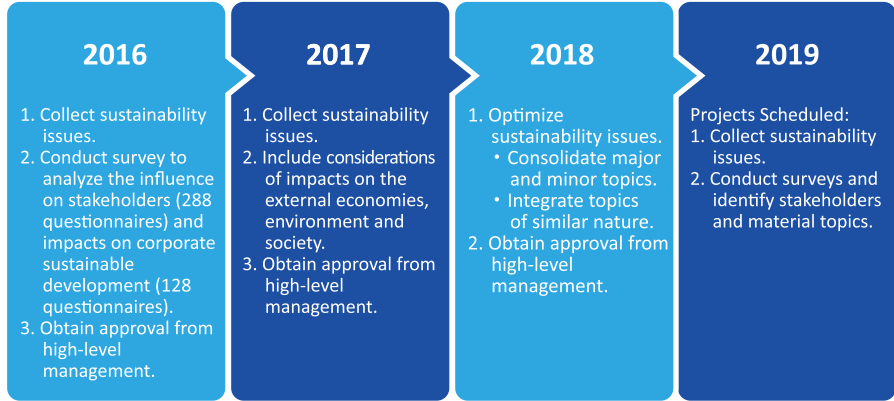 2016
1. Collect sustainability
issues.
2. Conduct survey to
analyze the influence
on stakeholders (288
questionnaires) and
impacts on corporate
sustainable
development (128
questionnaires).
3. Obtain approval from
high-level
management.
2017
1. Collect sustainability
issues.
2. Include considerations
of impacts on the
external economies,
environment and
society.
3. Obtain approval from
high-level
management.
2018
1. Optimize
sustainability issues.
• Consolidate major
and minor topics.
• Integrate topics
of similar nature.
2. Obtain approval from
high-level
management.
2019
Projects Scheduled:
1. Collect sustainability
issues.
2. Conduct surveys and
identify stakeholders
and material topics.